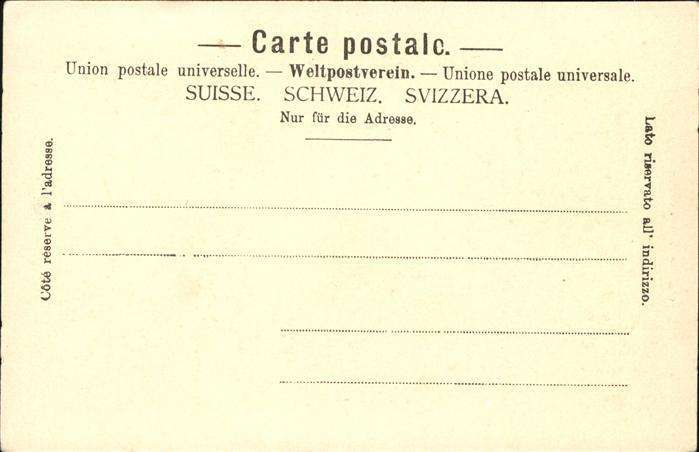 — Carte postale. —
Union postale universelle. — Weltpostverein. — Unione postale universale.
SUISSE. SCHWEIZ. SVIZZERA.
Nur für die Adresse.
Côté réservé à l'adresse.
Lato riservato all' indirizzo.